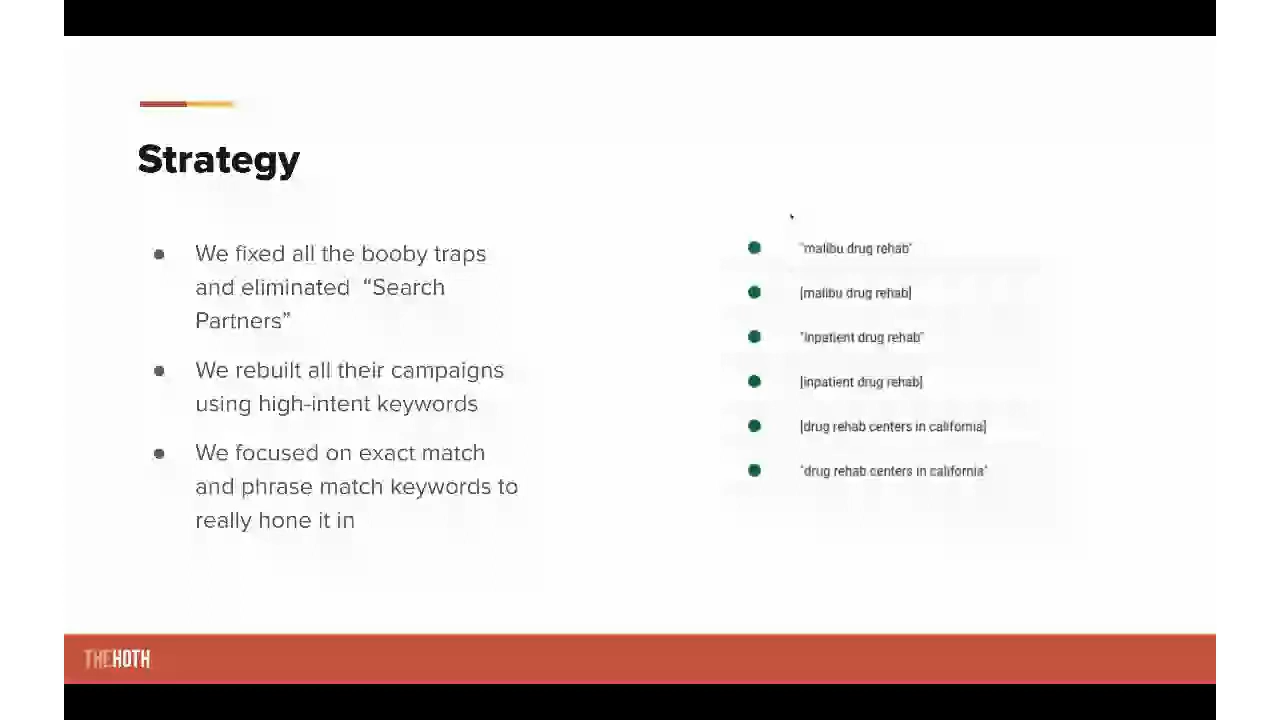 Strategy
● We fixed all the booby traps
and eliminated “Search
Partners”
● We rebuilt all their campaigns
using high-intent keywords
● We focused on exact match
and phrase match keywords to
really hone it in
● "malibu drug rehab"
● [malibu drug rehab]
● "inpatient drug rehab"
● [inpatient drug rehab]
● [drug rehab centers in california]
● "drug rehab centers in california"
THEHOTH